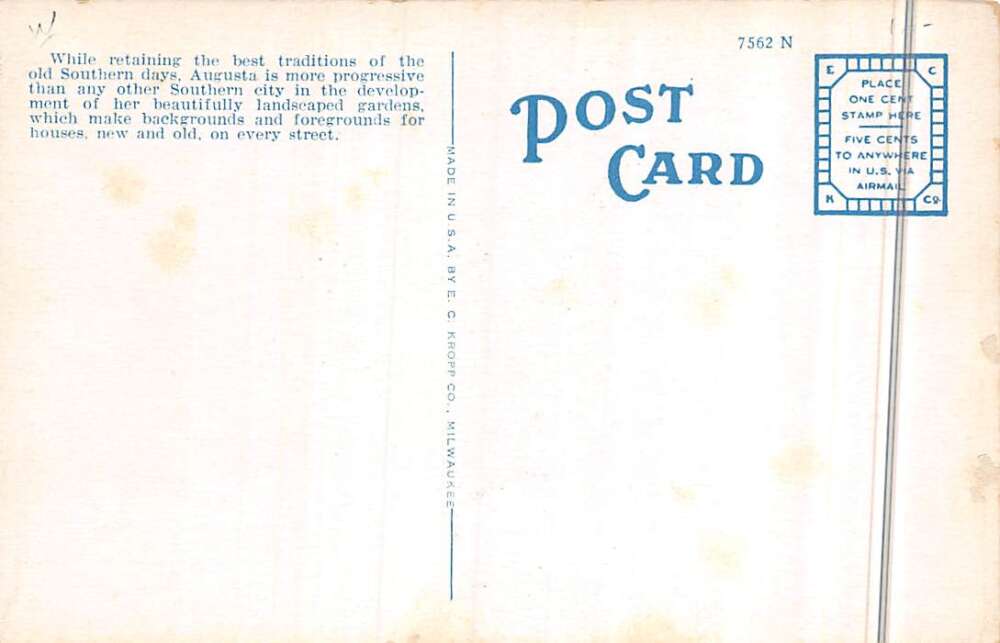 W
While retaining the best traditions of the
old Southern days, Augusta is more progressive
than any other Southern city in the develop-
ment of her beautifully landscaped gardens,
which make backgrounds and foregrounds for
houses, new and old, on every street.
MADE IN U.S.A. BY E. C. KROPP CO., MILWAUKEE
7562 N
POST
CARD
E C
PLACE
ONE CENT
STAMP HERE
FIVE CENTS
TO ANYWHERE
IN U.S. VIA
AIRMAIL
K Co.